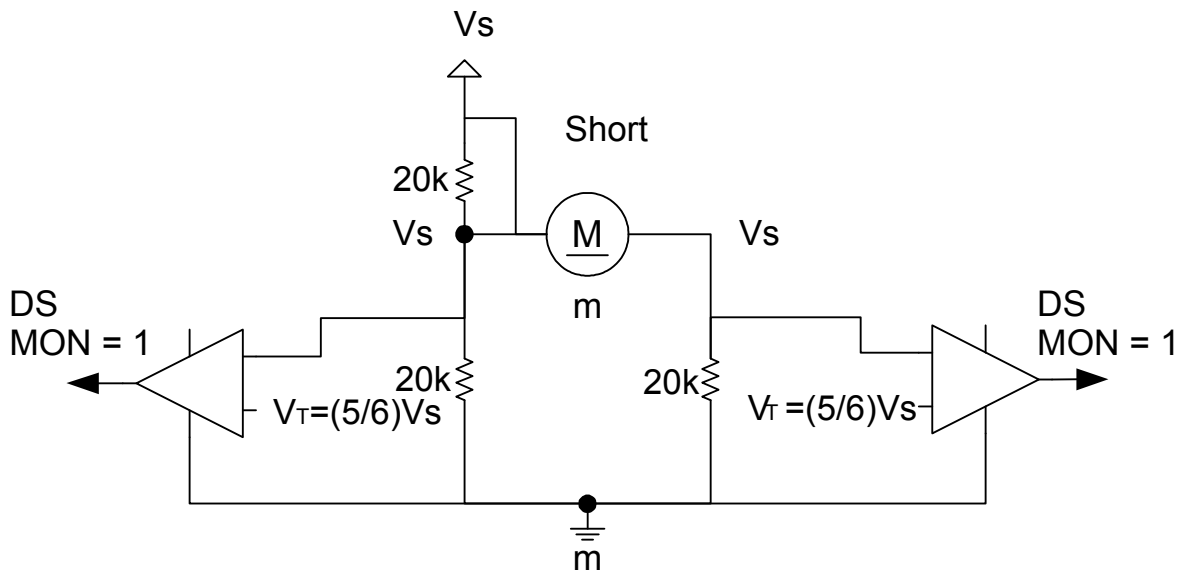 Vs
Short
20k
Vs
M
Vs
m
DS
MON = 1
DS
MON = 1
20k
20k
VT=(5/6)Vs
VT=(5/6)Vs
m